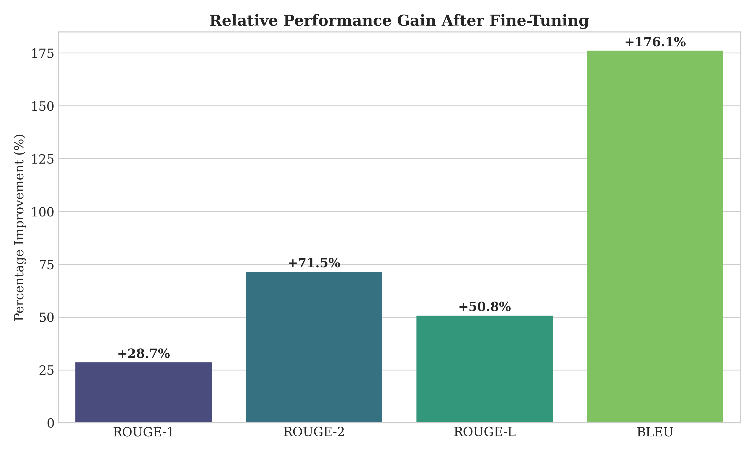 Relative Performance Gain After Fine-Tuning
Percentage Improvement (%)
175
150
125
100
75
50
25
0
+28.7%
+71.5%
+50.8%
+176.1%
ROUGE-1
ROUGE-2
ROUGE-L
BLEU